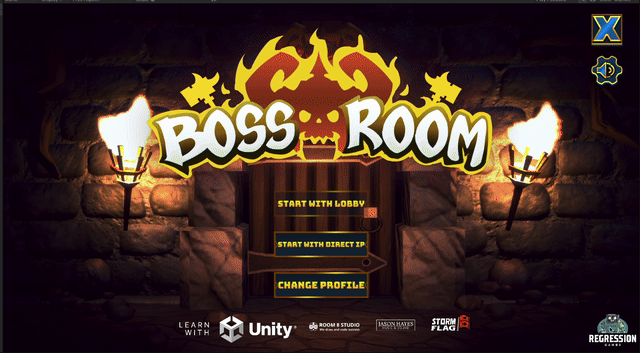 BOSS ROOM
START WITH LOBBY
START WITH DIRECT IP
CHANGE PROFILE
LEARN WITH
Unity
ROOM 8 STUDIO
JASON HAYES
STORM FLAG
REGRESSION
GAMES